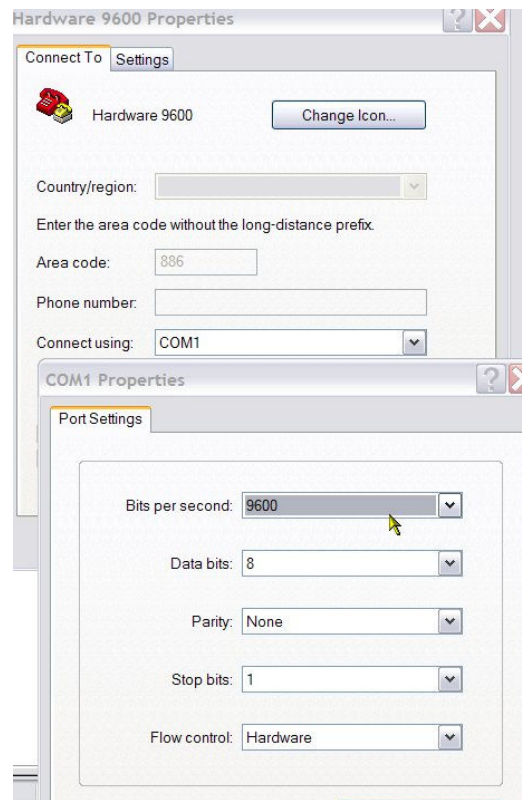 Hardware 9600 Properties
Connect To Settings
Hardware 9600 Change Icon...
Country/region:
Enter the area code without the long-distance prefix.
Area code: 886
Phone number:
Connect using: COM1
COM1 Properties
Port Settings
Bits per second: 9600
Data bits: 8
Parity: None
Stop bits: 1
Flow control: Hardware